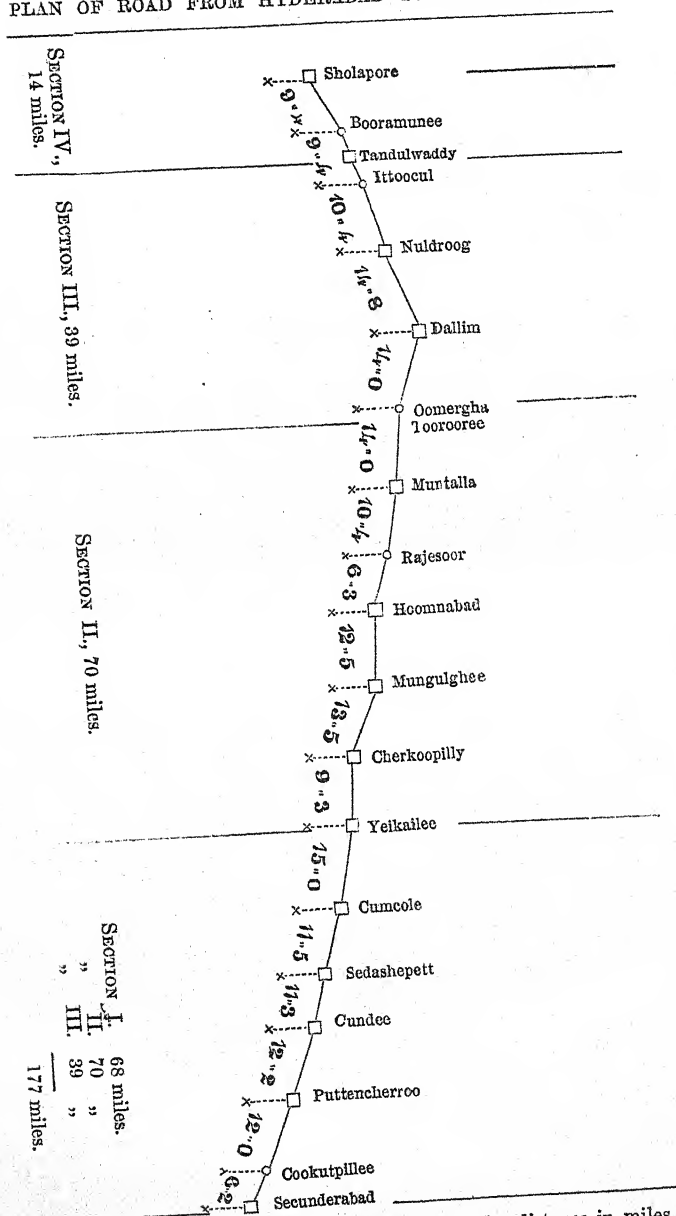 PLAN OF ROAD FROM HYDERABAD
SECTION IV.,
14 miles.
Sholapore
9"4
Booramunee
9"4
Tandulwaddy
Ittoocul
10"4
Nuldroog
14"8
Dallim
14"0
SECTION III., 39 miles.
Oomergha
Toorooree
14"0
Muntalla
10"4
Rajesoor
6"3
Hoomnabad
12"5
Mungulghee
13"5
Cherkoopilly
9"3
Yeikailee
SECTION II., 70 miles.
15"0
Cumcole
11"5
Sedashepett
11"3
Cundee
12"2
Puttencherroo
12"0
Cookutpillee
6"2
Secunderabad
SECTION I. 68 miles.
" II. 70 "
" III. 39 "
177 miles.
distance in miles